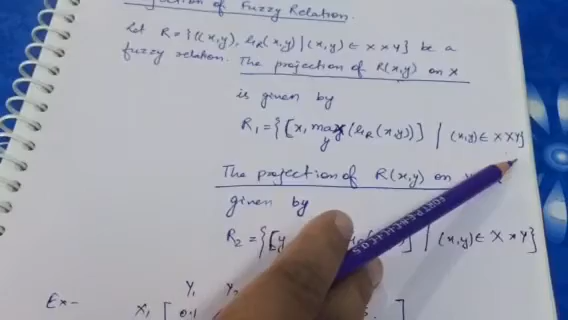 of Fuzzy Relation.
Let R = {((x,y), μR(x,y) | (x,y) ∈ X × Y} be a
fuzzy relation. The projection of R(x,y) on X
is given by
R1 = {[x, max y (μR(x,y))] | (x,y) ∈ X × Y}
The projection of R(x,y) on
given by
R2 = {[y, ] | (x,y) ∈ X × Y}
Y1
Ex- X1 [ 0.1 ]